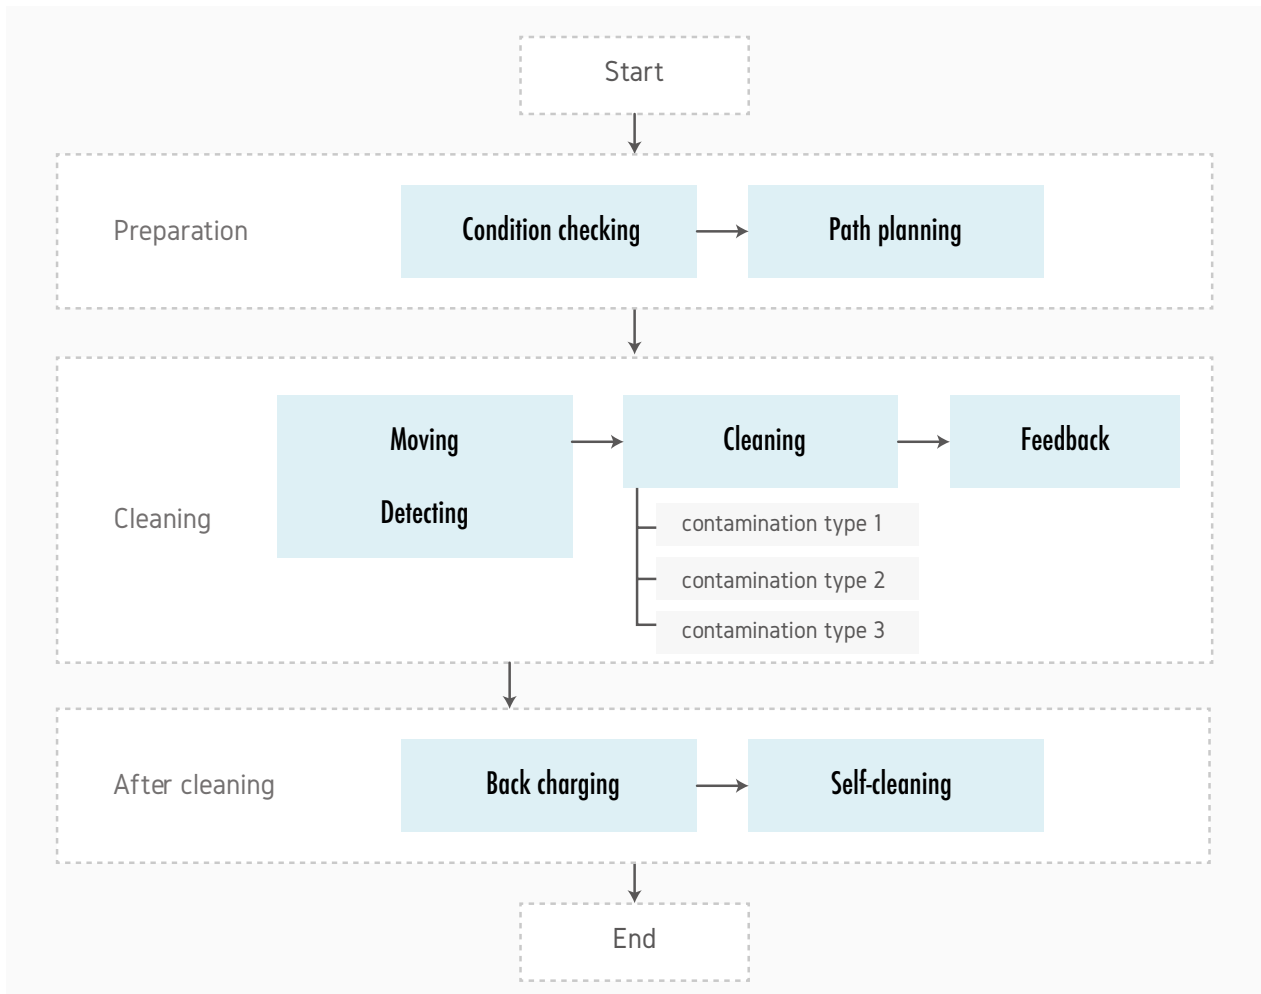 Start
Preparation
Condition checking
Path planning
Cleaning
Moving
Detecting
Cleaning
contamination type 1
contamination type 2
contamination type 3
Feedback
After cleaning
Back charging
Self-cleaning
End